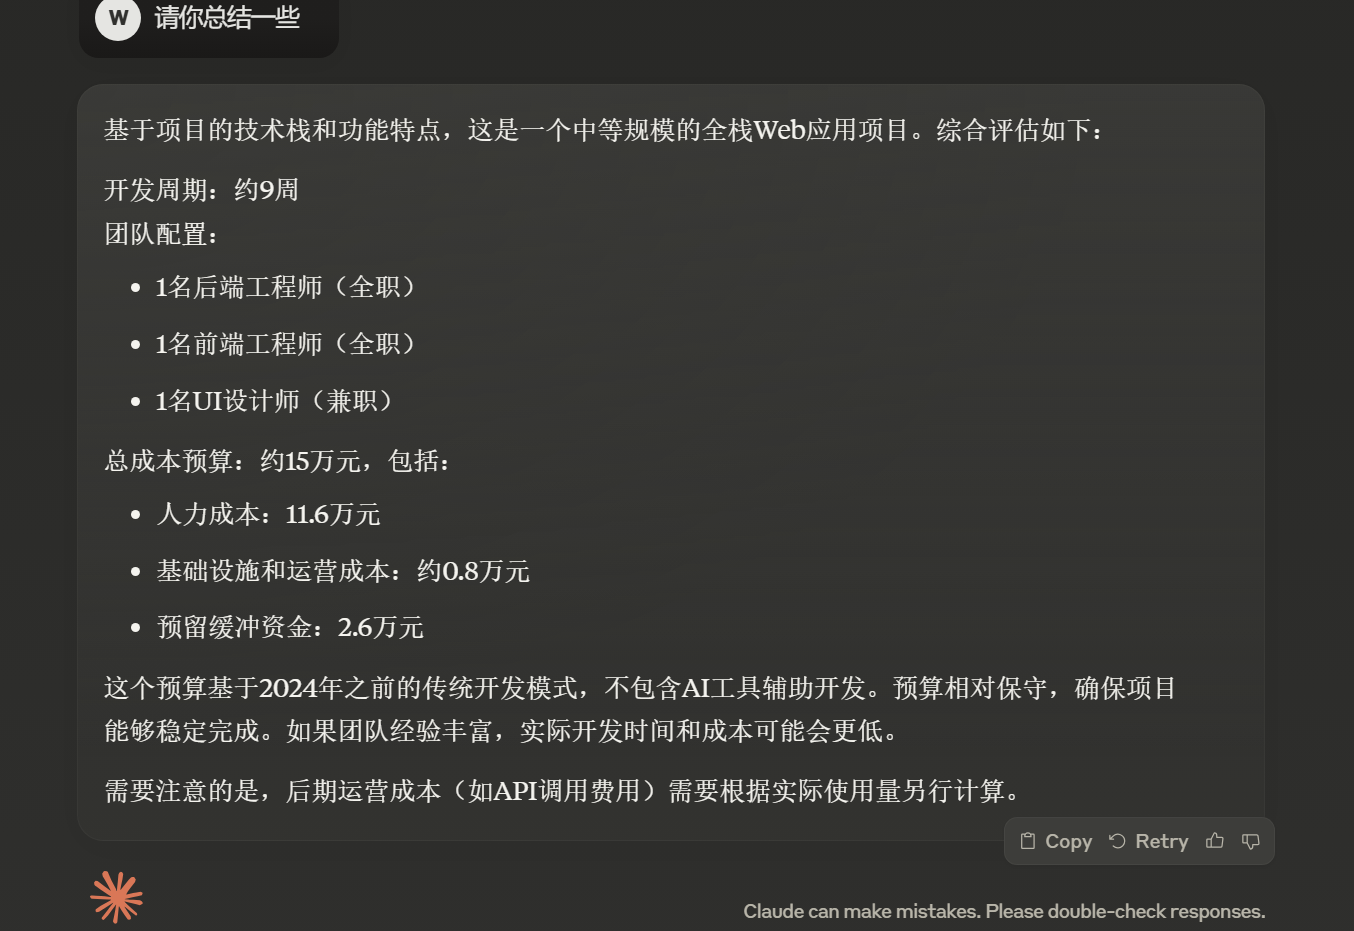 W 请你总结一些
基于项目的技术栈和功能特点，这是一个中等规模的全栈Web应用项目。综合评估如下：
开发周期：约9周
团队配置：
• 1名后端工程师（全职）
• 1名前端工程师（全职）
• 1名UI设计师（兼职）
总成本预算：约15万元，包括：
• 人力成本：11.6万元
• 基础设施和运营成本：约0.8万元
• 预留缓冲资金：2.6万元
这个预算基于2024年之前的传统开发模式，不包含AI工具辅助开发。预算相对保守，确保项目
能够稳定完成。如果团队经验丰富，实际开发时间和成本可能会更低。
需要注意的是，后期运营成本（如API调用费用）需要根据实际使用量另行计算。
Copy Retry
Claude can make mistakes. Please double-check responses.